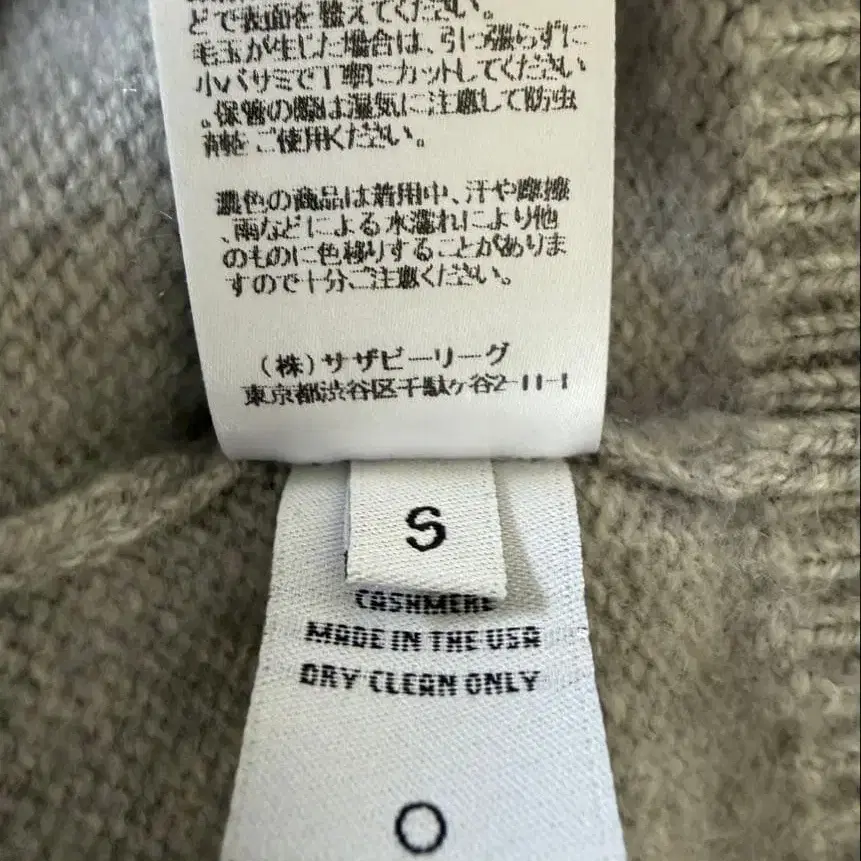 どで表面を整えてください。
毛玉が生じた場合は、引っ張らずに
小バサミで丁寧にカットしてください
。保管の際は湿気に注意して防虫
剤をご使用ください。
濃色の商品は着用中、汗や摩擦
、雨などによる水濡れにより他
のものに色移りすることがありま
すので十分ご注意ください。
(株)サザビーリーグ
東京都渋谷区千駄ヶ谷2-11-1
S
CASHMERE
MADE IN THE USA
DRY CLEAN ONLY
O